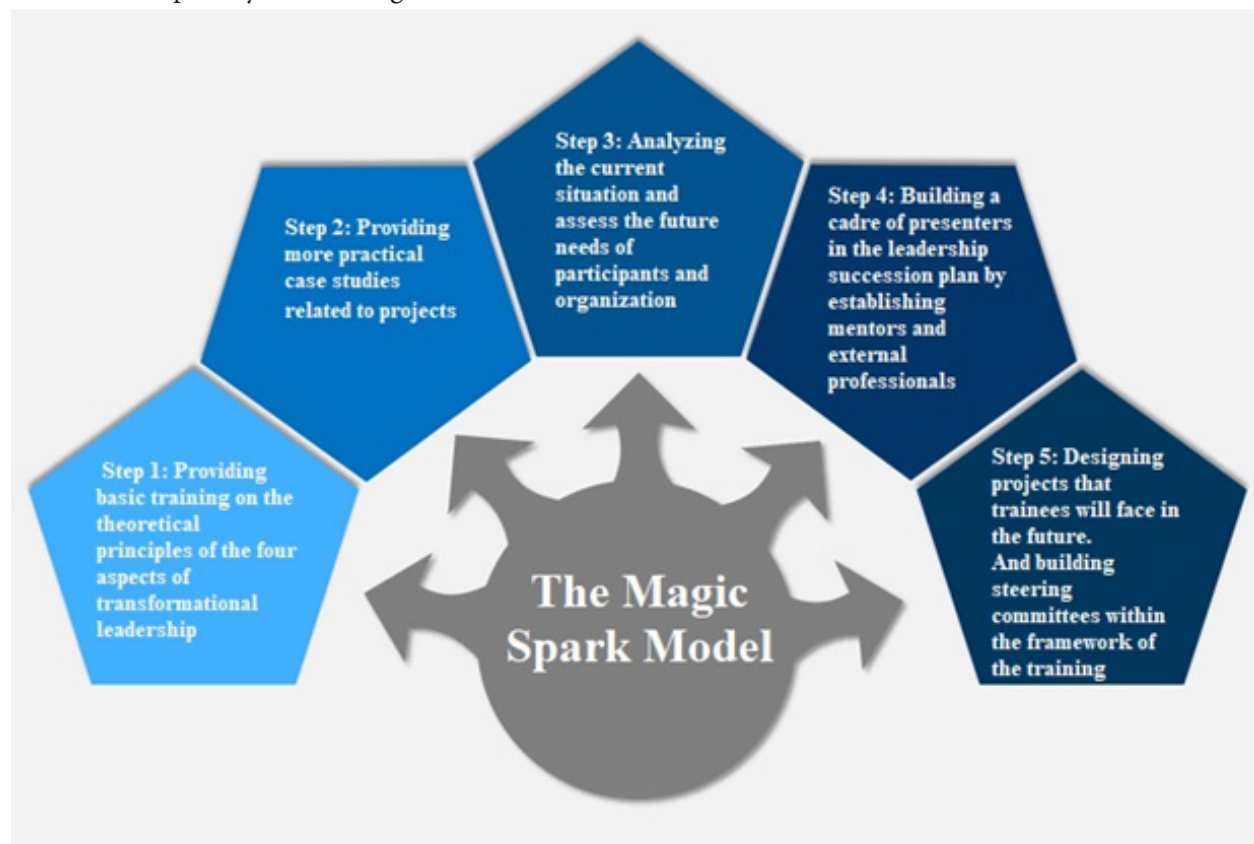 Step 1: Providing
basic training on the
theoretical
principles of the four
aspects of
transformational
leadership
Step 2: Providing
more practical
case studies
related to projects
Step 3: Analyzing
the current
situation and
assess the future
needs of
participants and
organization
Step 4: Building a
cadre of presenters
in the leadership
succession plan by
establishing
mentors and
external
professionals
Step 5: Designing
projects that
trainees will face in
the future.
And building
steering
committees within
the framework of
the training
The Magic
Spark Model